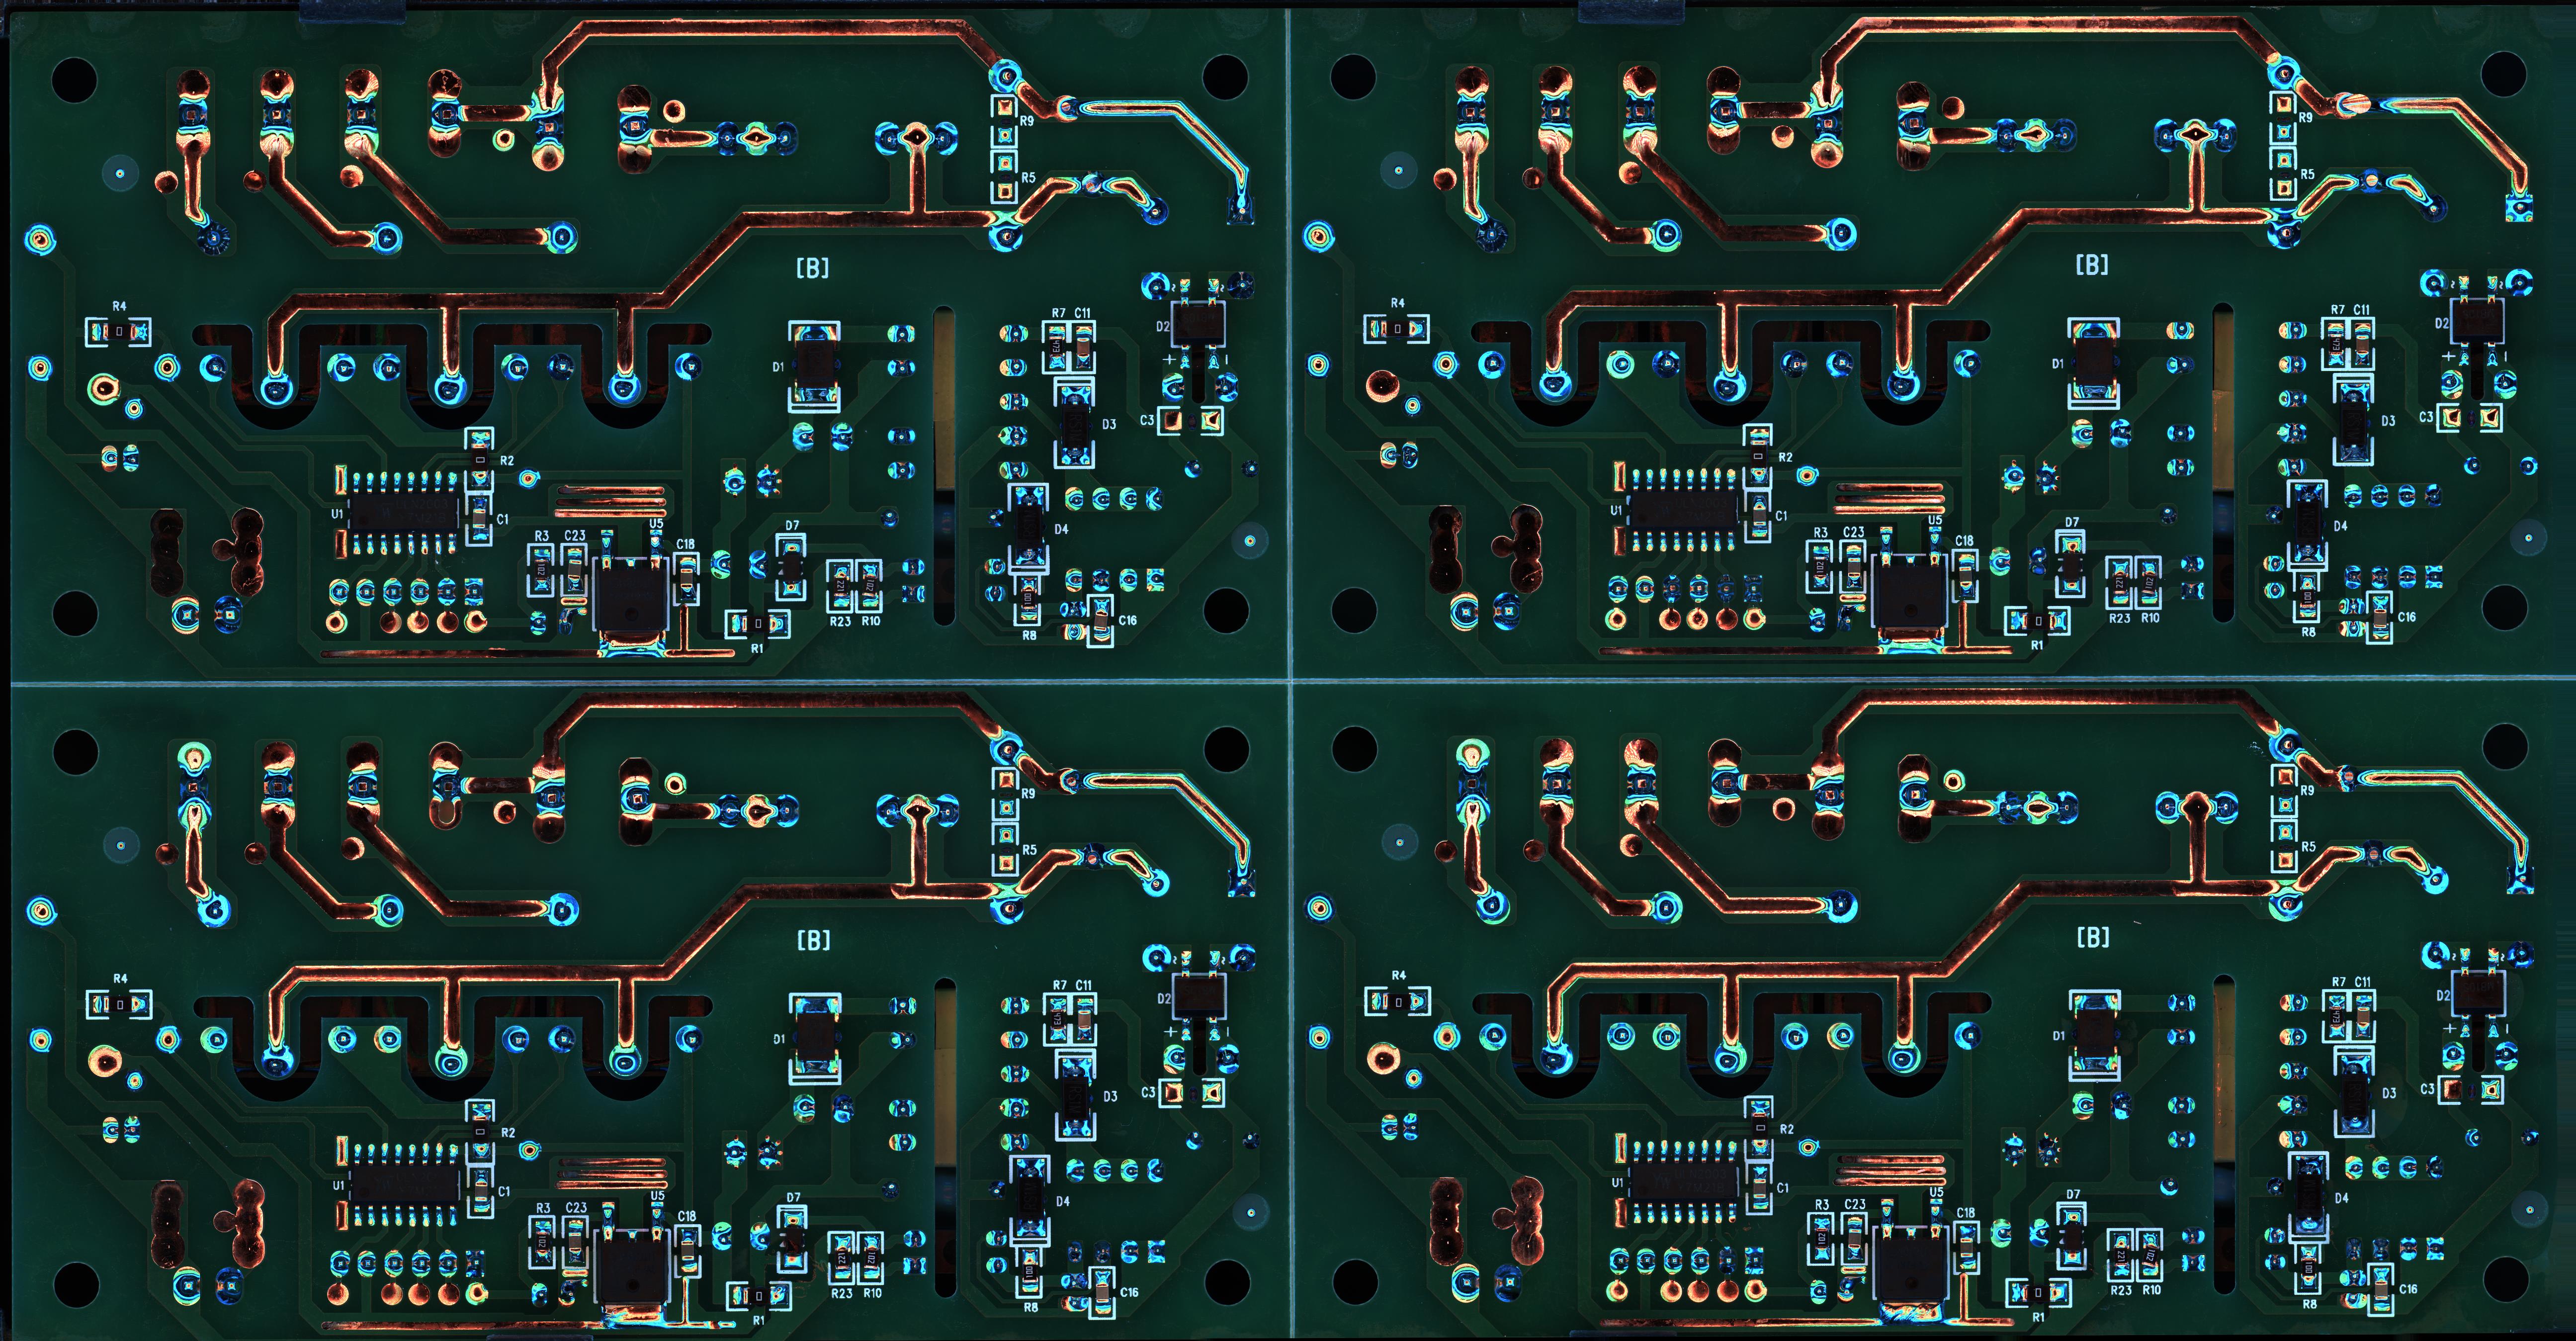 R9
R5
[B]
R4
D2
R7 C11
D1
C3
D3
R2
U1
C1
U5
D7
D4
R3 C23
C18
R23 R10
C16
R1
R8
R9
R5
[B]
R4
D2
R7 C11
D1
C3
D3
R2
U1
C1
U5
D7
D4
R3 C23
C18
R23 R10
C16
R1
R8
R9
R5
[B]
R4
D2
R7 C11
D1
C3
D3
R2
U1
C1
U5
D7
D4
R3 C23
C18
R23 R10
C16
R1
R8
R9
R5
[B]
R4
D2
R7 C11
D1
C3
D3
R2
U1
C1
U5
D7
D4
R3 C23
C18
R23 R10
C16
R1
R8